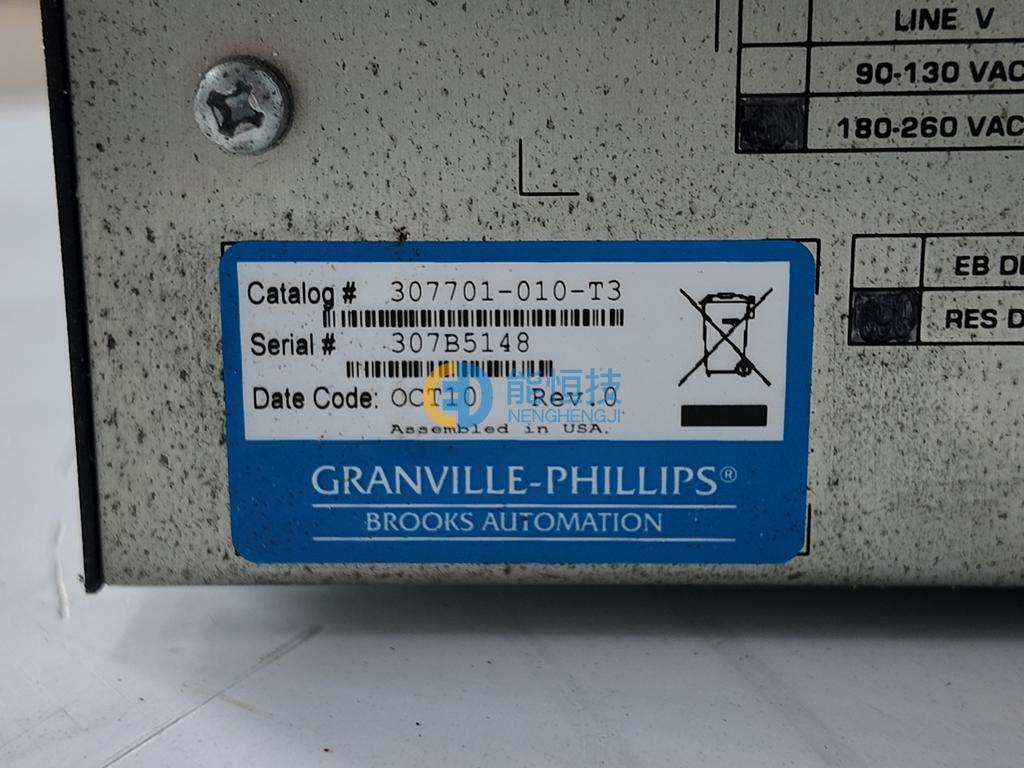 LINE V
90-130 VAC
180-260 VAC
EB D
RES D
Catalog # 307701-010-T3
Serial # 307B5148
Date Code: OCT10 Rev.0
Assembled in USA.
能恒技
NENGHENGJI
GRANVILLE-PHILLIPS®
BROOKS AUTOMATION